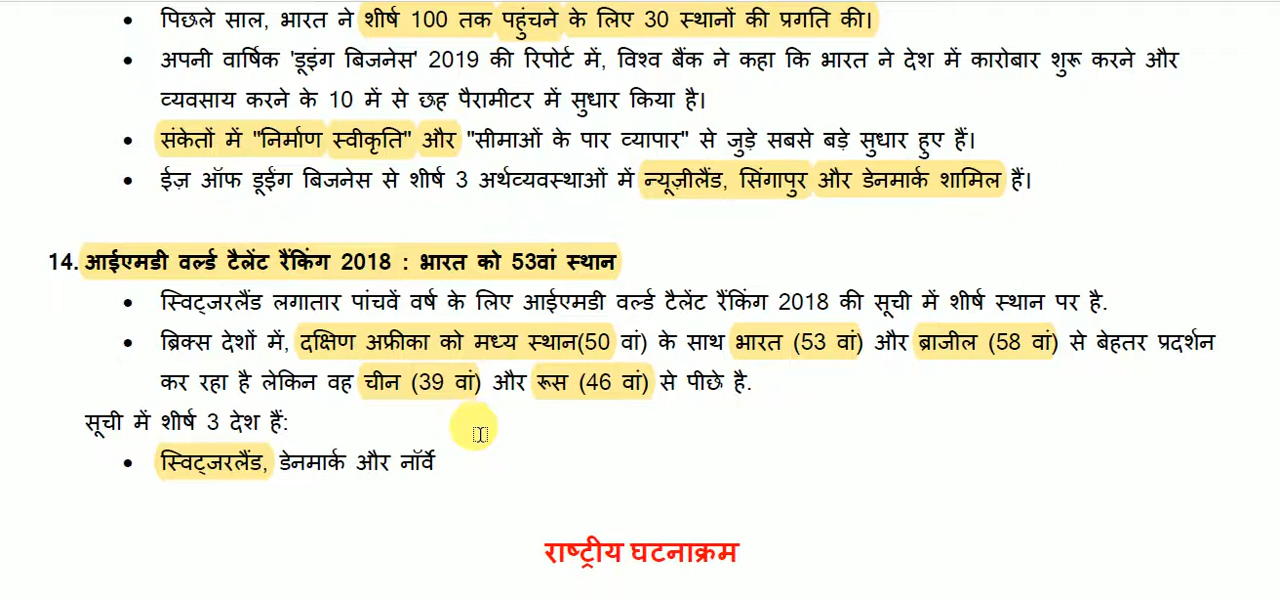 • पिछले साल, भारत ने शीर्ष 100 तक पहुंचने के लिए 30 स्थानों की प्रगति की।
• अपनी वार्षिक 'डूइंग बिजनेस' 2019 की रिपोर्ट में, विश्व बैंक ने कहा कि भारत ने देश में कारोबार शुरू करने और
व्यवसाय करने के 10 में से छह पैरामीटर में सुधार किया है।
• संकेतों में "निर्माण स्वीकृति" और "सीमाओं के पार व्यापार" से जुड़े सबसे बड़े सुधार हुए हैं।
• ईज़ ऑफ डूईंग बिजनेस से शीर्ष 3 अर्थव्यवस्थाओं में न्यूज़ीलैंड, सिंगापुर और डेनमार्क शामिल हैं।
14. आईएमडी वर्ल्ड टैलेंट रैंकिंग 2018 : भारत को 53वां स्थान
• स्विट्जरलैंड लगातार पांचवें वर्ष के लिए आईएमडी वर्ल्ड टैलेंट रैंकिंग 2018 की सूची में शीर्ष स्थान पर है.
• ब्रिक्स देशों में, दक्षिण अफ्रीका को मध्य स्थान(50 वां) के साथ भारत (53 वां) और ब्राजील (58 वां) से बेहतर प्रदर्शन
कर रहा है लेकिन वह चीन (39 वां) और रूस (46 वां) से पीछे है.
सूची में शीर्ष 3 देश हैं:
• स्विट्जरलैंड, डेनमार्क और नॉर्वे
राष्ट्रीय घटनाक्रम